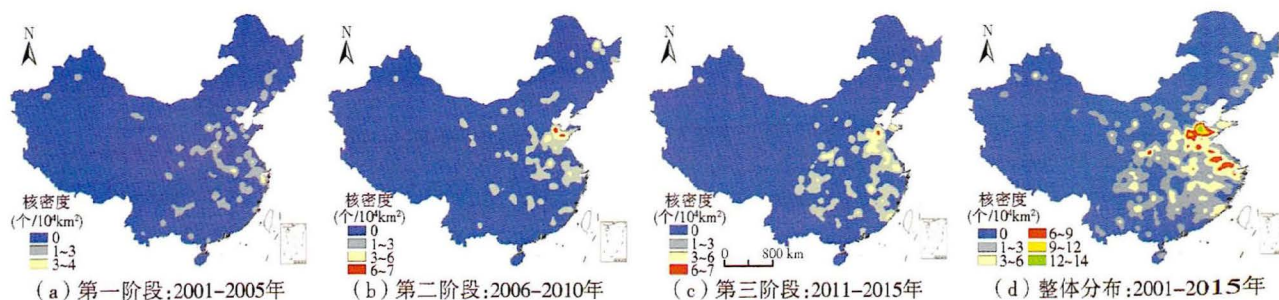 N
核密度
(个/10⁴km²)
0
1~3
3~4
(a)第一阶段:2001-2005年
N
核密度
(个/10⁴km²)
0
1~3
3~6
6~7
(b)第二阶段:2006-2010年
N
核密度
(个/10⁴km²)
0
1~3
3~6
6~7
0 800 km
(c)第三阶段:2011-2015年
N
核密度
(个/10⁴km²)
0
1~3
3~6
6~9
9~12
12~14
(d)整体分布:2001-2015年